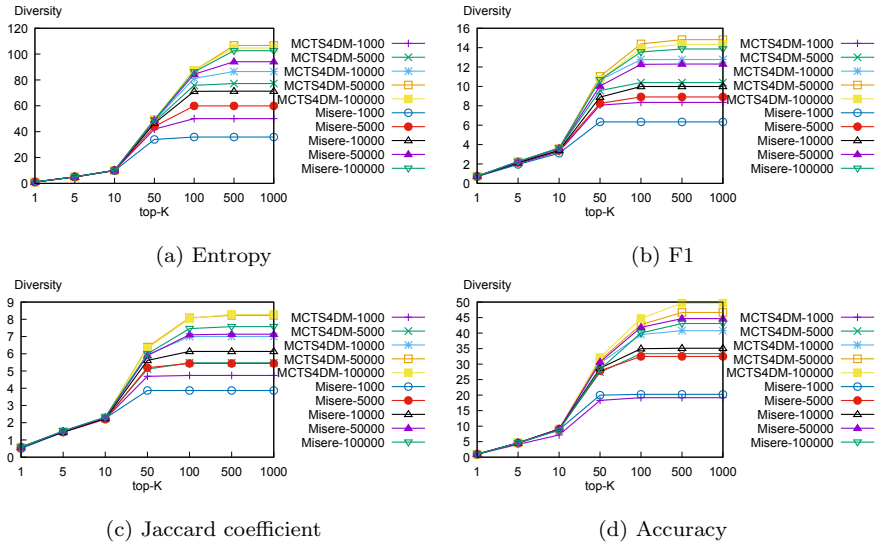 Diversity
120
100
80
60
40
20
0
1 5 10 50 100 500 1000
top-K
MCTS4DM-1000
MCTS4DM-5000
MCTS4DM-10000
MCTS4DM-50000
MCTS4DM-100000
Misere-1000
Misere-5000
Misere-10000
Misere-50000
Misere-100000
(a) Entropy
Diversity
16
14
12
10
8
6
4
2
0
1 5 10 50 100 500 1000
top-K
MCTS4DM-1000
MCTS4DM-5000
MCTS4DM-10000
MCTS4DM-50000
MCTS4DM-100000
Misere-1000
Misere-5000
Misere-10000
Misere-50000
Misere-100000
(b) F1
Diversity
9
8
7
6
5
4
3
2
1
0
1 5 10 50 100 500 1000
top-K
MCTS4DM-1000
MCTS4DM-5000
MCTS4DM-10000
MCTS4DM-50000
MCTS4DM-100000
Misere-1000
Misere-5000
Misere-10000
Misere-50000
Misere-100000
(c) Jaccard coefficient
Diversity
50
45
40
35
30
25
20
15
10
5
0
1 5 10 50 100 500 1000
top-K
MCTS4DM-1000
MCTS4DM-5000
MCTS4DM-10000
MCTS4DM-50000
MCTS4DM-100000
Misere-1000
Misere-5000
Misere-10000
Misere-50000
Misere-100000
(d) Accuracy